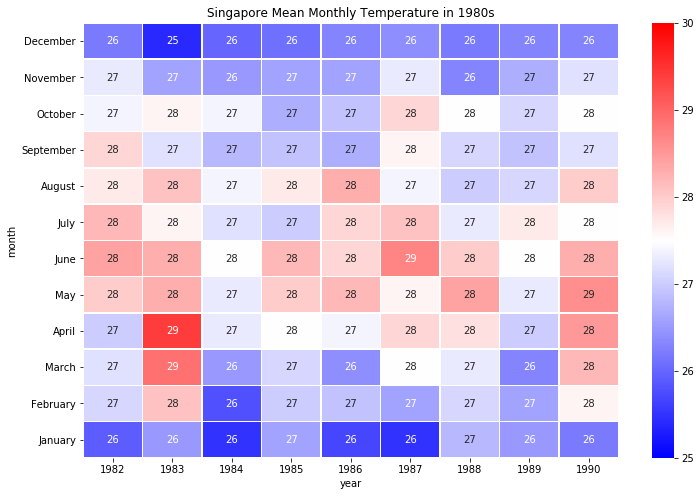 Singapore Mean Monthly Temperature in 1980s
30
December 26 25 26 26 26 26 26 26 26
November 27 27 26 27 27 27 26 27 27
29
October 27 28 27 27 27 28 28 27 28
September 28 27 27 27 27 28 27 27 27
August 28 28 27 28 28 27 27 27 28
28
July 28 28 27 27 28 28 27 28 28
month
June 28 28 28 28 28 29 28 28 28
May 28 28 27 28 28 28 28 27 29
27
April 27 29 27 28 27 28 28 27 28
March 27 29 26 27 26 28 27 26 28
26
February 27 28 26 27 27 27 27 27 28
January 26 26 26 27 26 26 27 26 26
25
1982 1983 1984 1985 1986 1987 1988 1989 1990
year